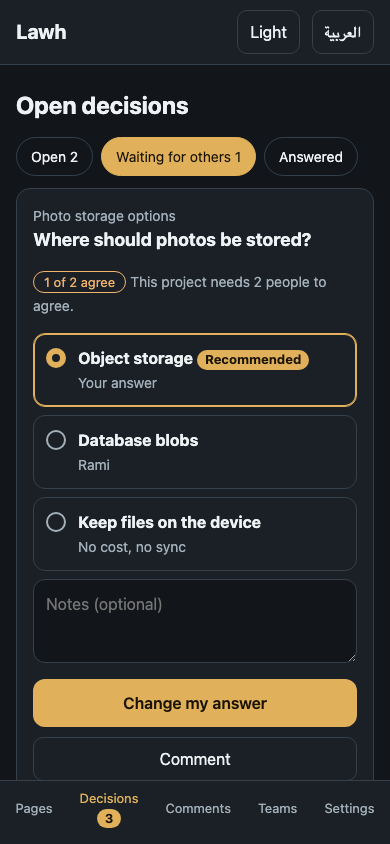 Lawh
Light
العربية
Open decisions
Open 2
Waiting for others 1
Answered
Photo storage options
Where should photos be stored?
1 of 2 agree This project needs 2 people to
agree.
Object storage Recommended
Your answer
Database blobs
Rami
Keep files on the device
No cost, no sync
Notes (optional)
Change my answer
Comment
Pages
Decisions
3
Comments
Teams
Settings